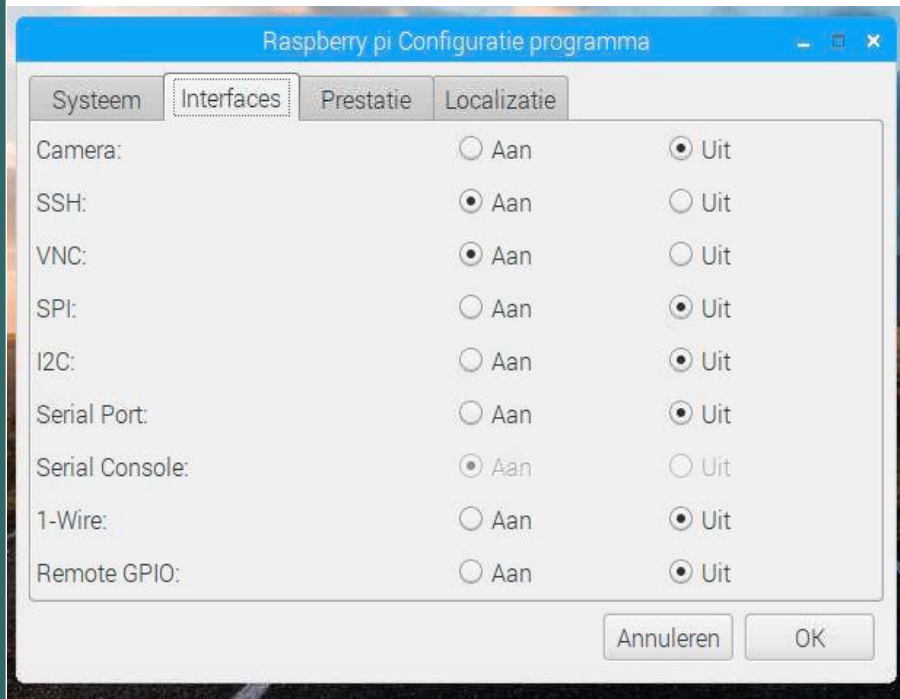 Raspberry pi Configuratie programma
Systeem Interfaces Prestatie Localizatie
Camera: Aan Uit
SSH: Aan Uit
VNC: Aan Uit
SPI: Aan Uit
I2C: Aan Uit
Serial Port: Aan Uit
Serial Console: Aan Uit
1-Wire: Aan Uit
Remote GPIO: Aan Uit
Annuleren OK